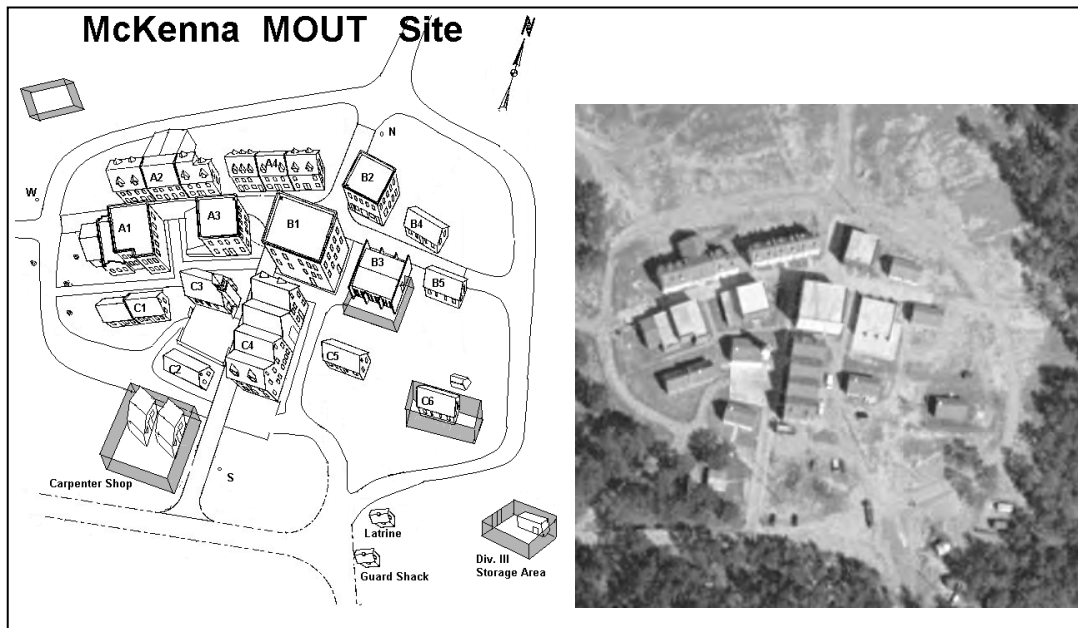 McKenna MOUT Site
N
N
A2
A4
B2
W
A1
A3
B1
B4
B3
B5
C3
C1
C4
C2
C5
C6
S
Carpenter Shop
Latrine
Guard Shack
Div. III
Storage Area